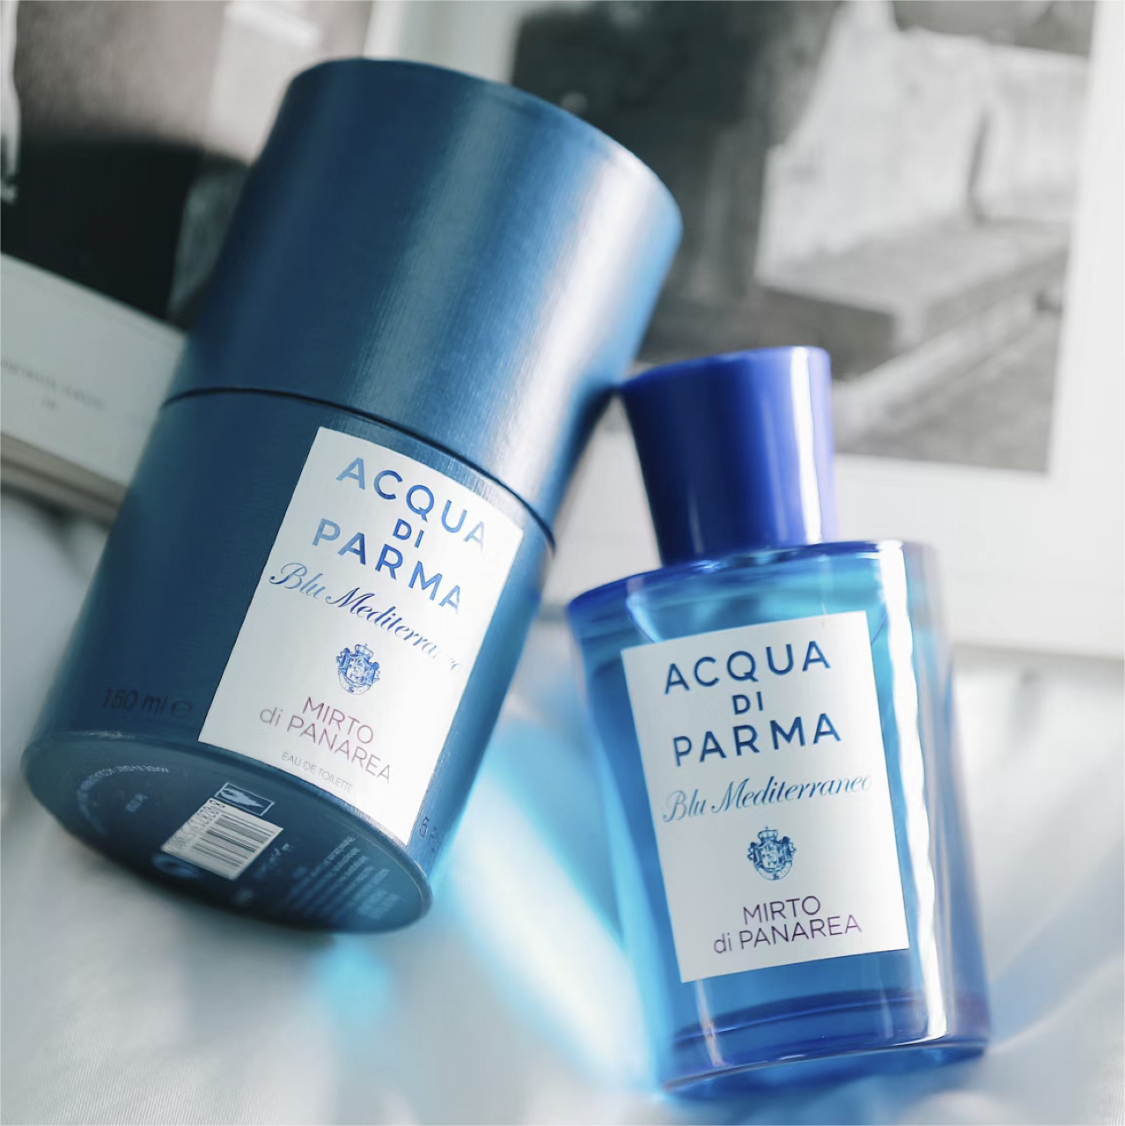 ACQUA
DI
PARMA
Blu Mediterraneo
MIRTO
di PANAREA
EAU DE TOILETTE
150 ml e
ACQUA
DI
PARMA
Blu Mediterraneo
MIRTO
di PANAREA